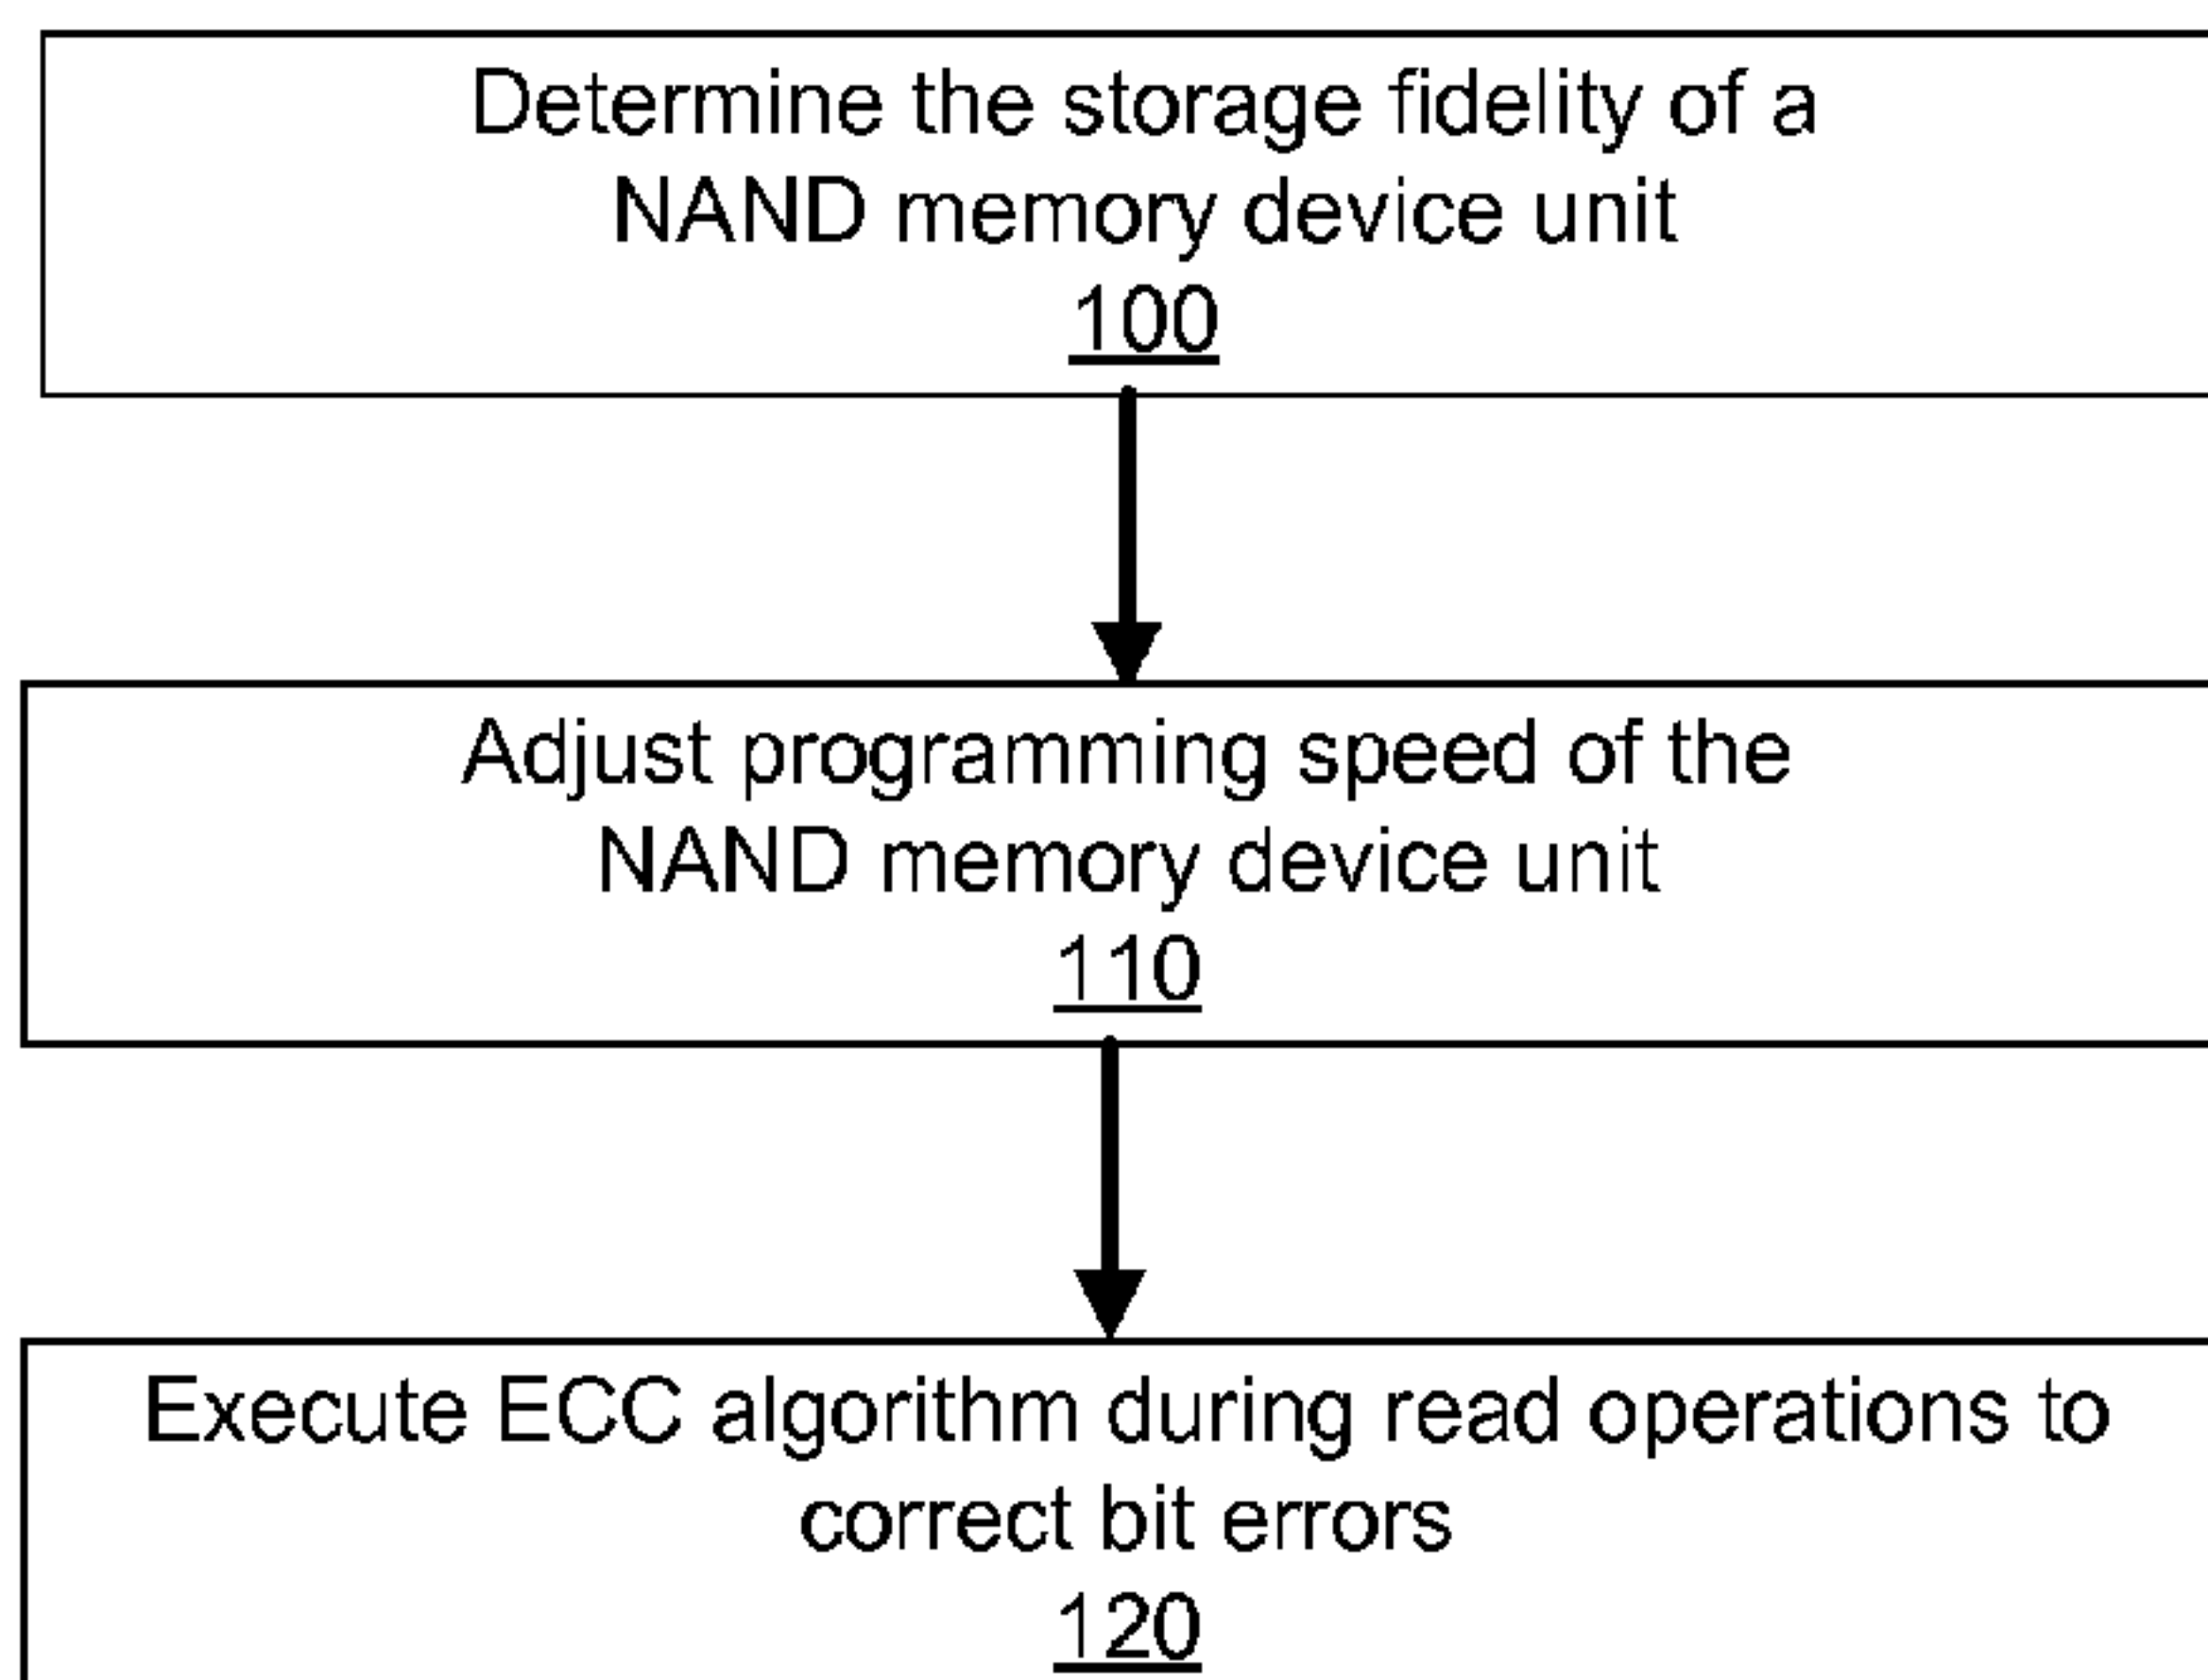 Determine the storage fidelity of a
NAND memory device unit
100
Adjust programming speed of the
NAND memory device unit
110
Execute ECC algorithm during read operations to
correct bit errors
120